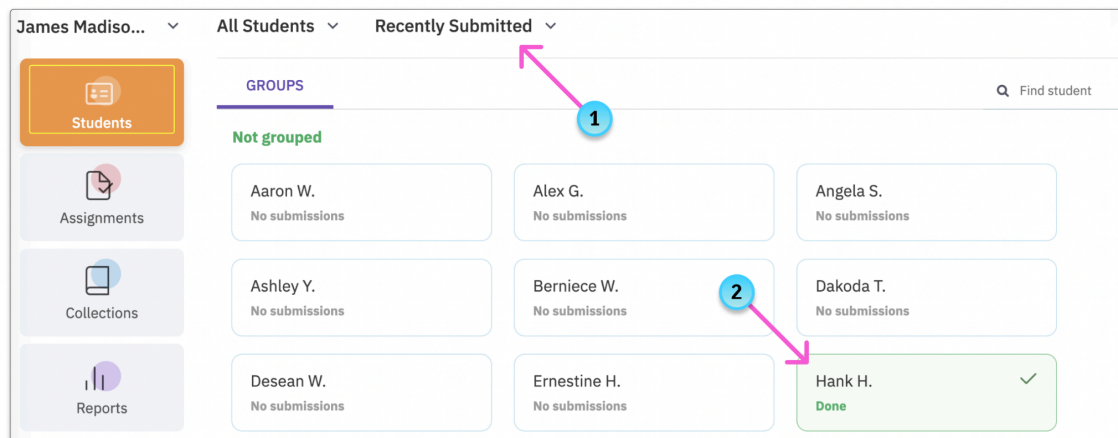 James Madiso... All Students Recently Submitted
Students
Assignments
Collections
Reports
GROUPS
Find student
1
Not grouped
Aaron W.
No submissions
Alex G.
No submissions
Angela S.
No submissions
Ashley Y.
No submissions
Berniece W.
No submissions
2
Dakoda T.
No submissions
Desean W.
No submissions
Ernestine H.
No submissions
Hank H.
Done